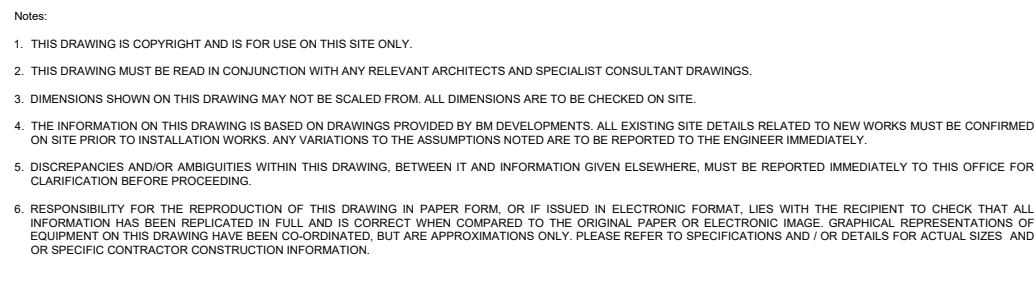 Notes:
1. THIS DRAWING IS COPYRIGHT AND IS FOR USE ON THIS SITE ONLY.
2. THIS DRAWING MUST BE READ IN CONJUNCTION WITH ANY RELEVANT ARCHITECTS AND SPECIALIST CONSULTANT DRAWINGS.
3. DIMENSIONS SHOWN ON THIS DRAWING MAY NOT BE SCALED FROM. ALL DIMENSIONS ARE TO BE CHECKED ON SITE.
4. THE INFORMATION ON THIS DRAWING IS BASED ON DRAWINGS PROVIDED BY BM DEVELOPMENTS. ALL EXISTING SITE DETAILS RELATED TO NEW WORKS MUST BE CONFIRMED
ON SITE PRIOR TO INSTALLATION WORKS. ANY VARIATIONS TO THE ASSUMPTIONS NOTED ARE TO BE REPORTED TO THE ENGINEER IMMEDIATELY.
5. DISCREPANCIES AND/OR AMBIGUITIES WITHIN THIS DRAWING, BETWEEN IT AND INFORMATION GIVEN ELSEWHERE, MUST BE REPORTED IMMEDIATELY TO THIS OFFICE FOR
CLARIFICATION BEFORE PROCEEDING.
6. RESPONSIBILITY FOR THE REPRODUCTION OF THIS DRAWING IN PAPER FORM, OR IF ISSUED IN ELECTRONIC FORMAT, LIES WITH THE RECIPIENT TO CHECK THAT ALL
INFORMATION HAS BEEN REPLICATED IN FULL AND IS CORRECT WHEN COMPARED TO THE ORIGINAL PAPER OR ELECTRONIC IMAGE. GRAPHICAL REPRESENTATIONS OF
EQUIPMENT ON THIS DRAWING HAVE BEEN CO-ORDINATED, BUT ARE APPROXIMATIONS ONLY. PLEASE REFER TO SPECIFICATIONS AND / OR DETAILS FOR ACTUAL SIZES AND
OR SPECIFIC CONTRACTOR CONSTRUCTION INFORMATION.